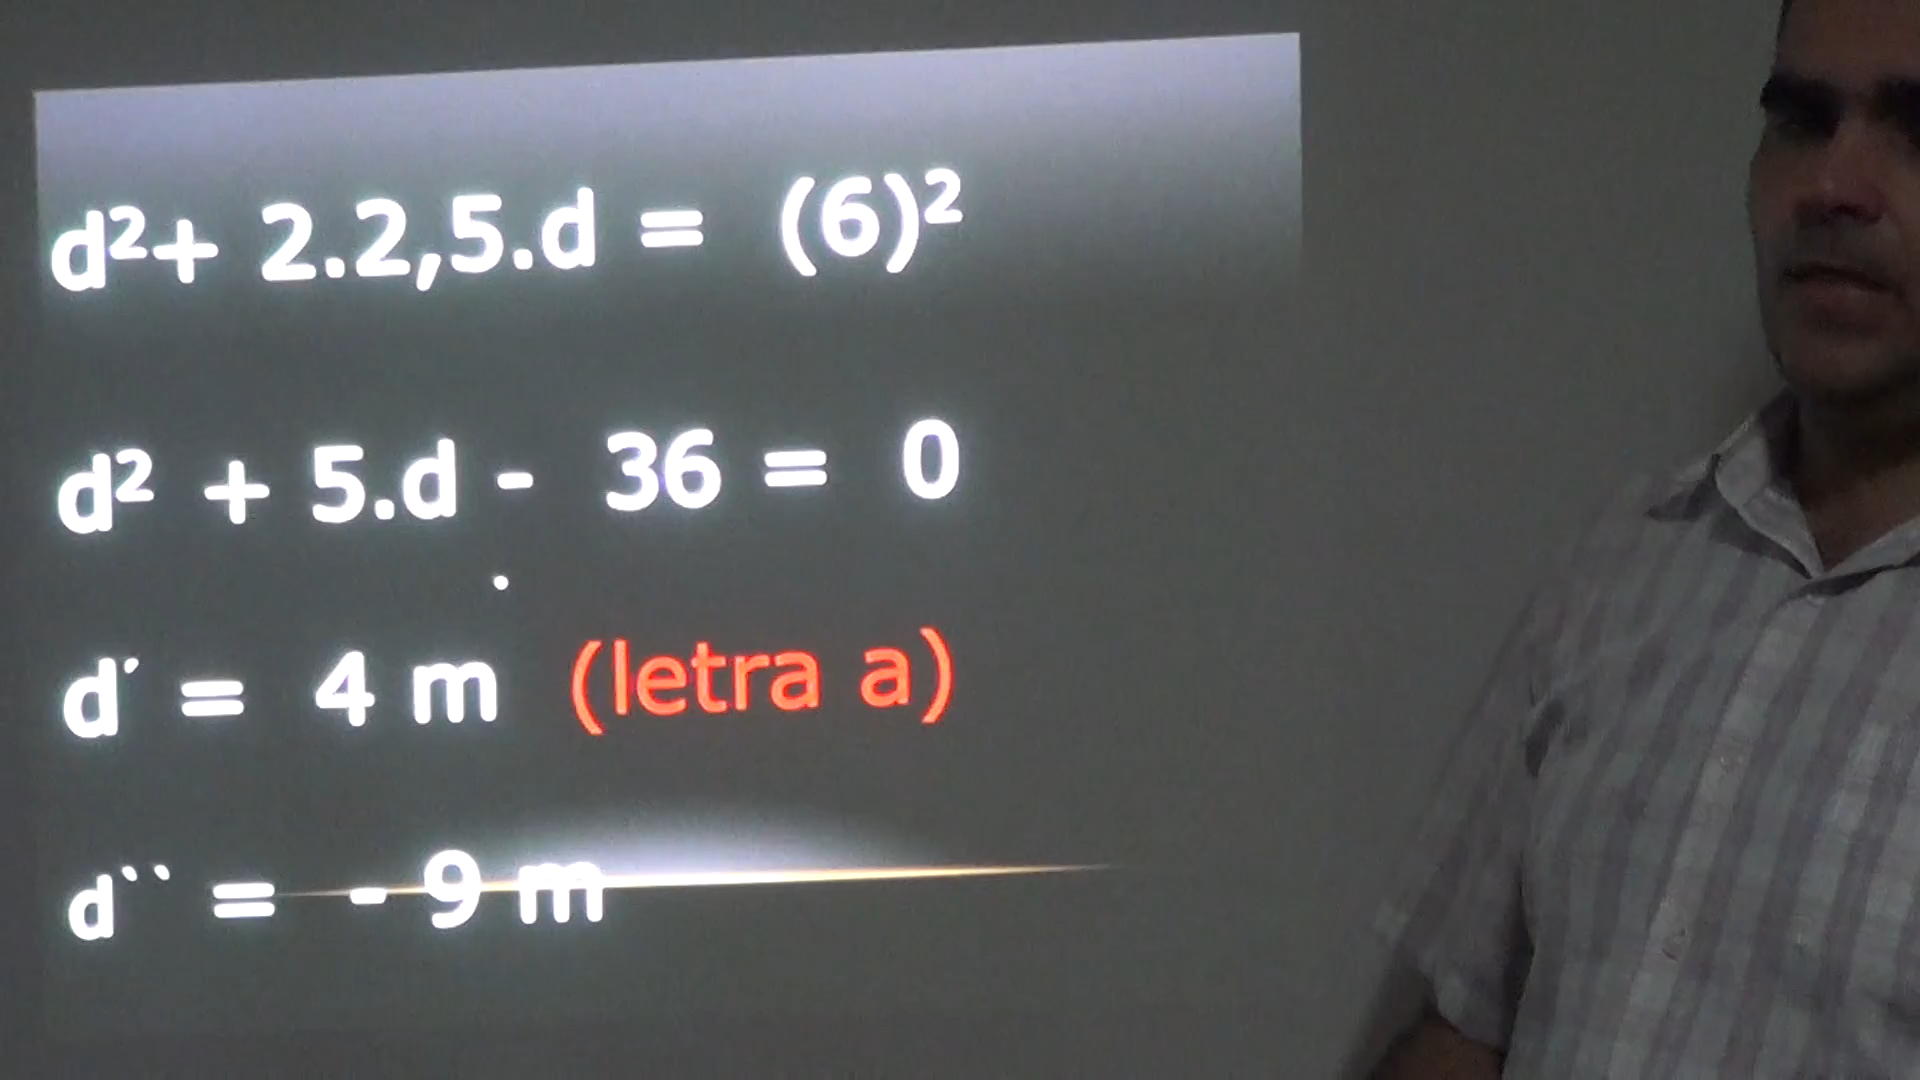 d²+ 2.2,5.d = (6)²
d² + 5.d - 36 = 0
d´ = 4 m (letra a)
d`` = - 9 m